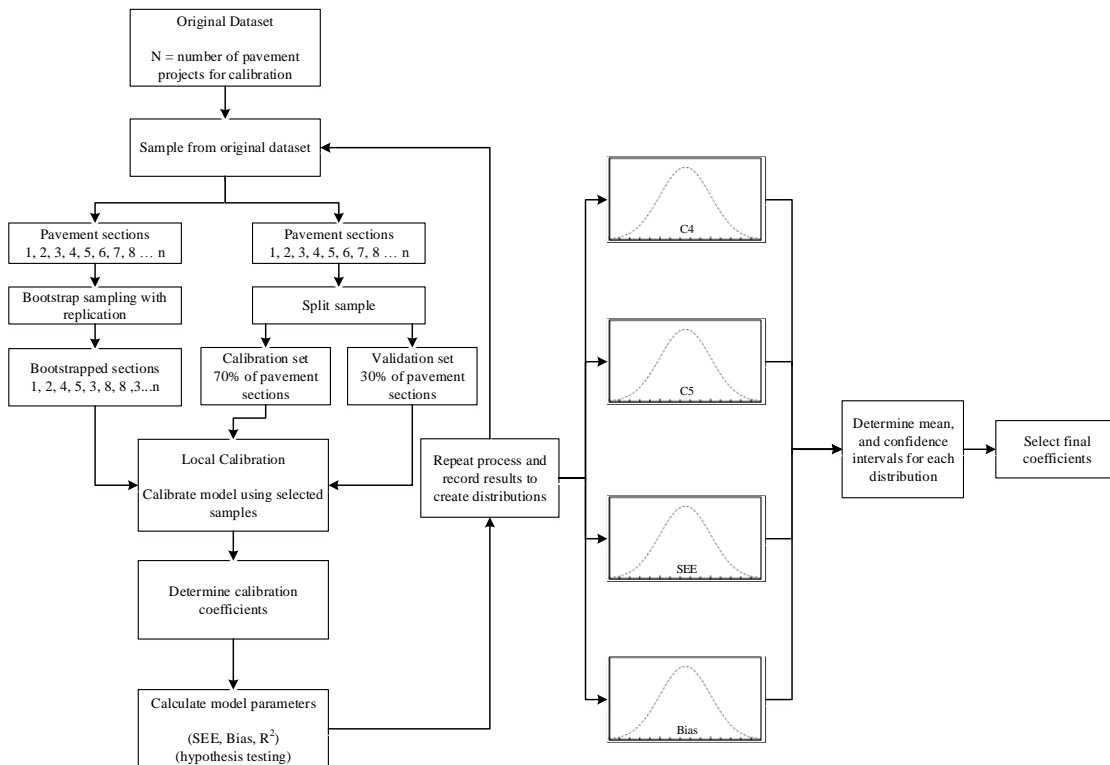 Original Dataset
N = number of pavement
projects for calibration
Sample from original dataset
Pavement sections
1, 2, 3, 4, 5, 6, 7, 8 … n
Pavement sections
1, 2, 3, 4, 5, 6, 7, 8 … n
Bootstrap sampling with
replication
Split sample
Bootstrapped sections
1, 2, 4, 5, 3, 8, 8 ,3...n
Calibration set
70% of pavement
sections
Validation set
30% of pavement
sections
Local Calibration
Calibrate model using selected
samples
Determine calibration
coefficients
Calculate model parameters
(SEE, Bias, R²)
(hypothesis testing)
Repeat process and
record results to
create distributions
C4
C5
SEE
Bias
Determine mean,
and confidence
intervals for each
distribution
Select final
coefficients